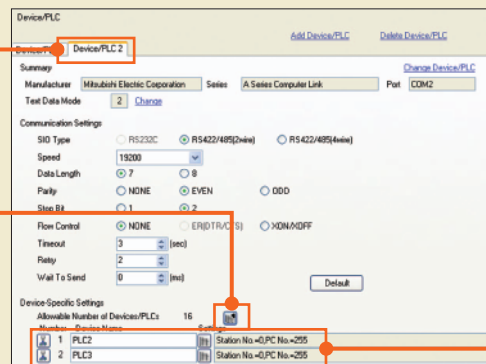 Device/PLC
Add Device/PLC Delete Device/PLC
Device/PLC 2
Summary Change Device/PLC
Manufacturer Mitsubishi Electric Corporation Series A Series Computer Link Port COM2
Text Data Mode 2 Change
Communication Settings
SIO Type RS232C RS422/485(2wire) RS422/485(4wire)
Speed 19200
Data Length 7 8
Parity NONE EVEN ODD
Stop Bit 1 2
Flow Control NONE ER(DTR/CTS) XON/XOFF
Timeout 3 (sec)
Retry 2
Wait To Send 0 (ms) Default
Device-Specific Settings
Allowable Number of Devices/PLCs 16
Number Device Name Settings
1 PLC2 Station No.=0,PC No.=255
2 PLC3 Station No.=0,PC No.=255